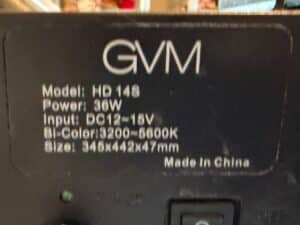 GVM
Model: HD 14S
Power: 36W
Input: DC12~15V
Bi-Color:3200~5600K
Size: 345x442x47mm
Made In China